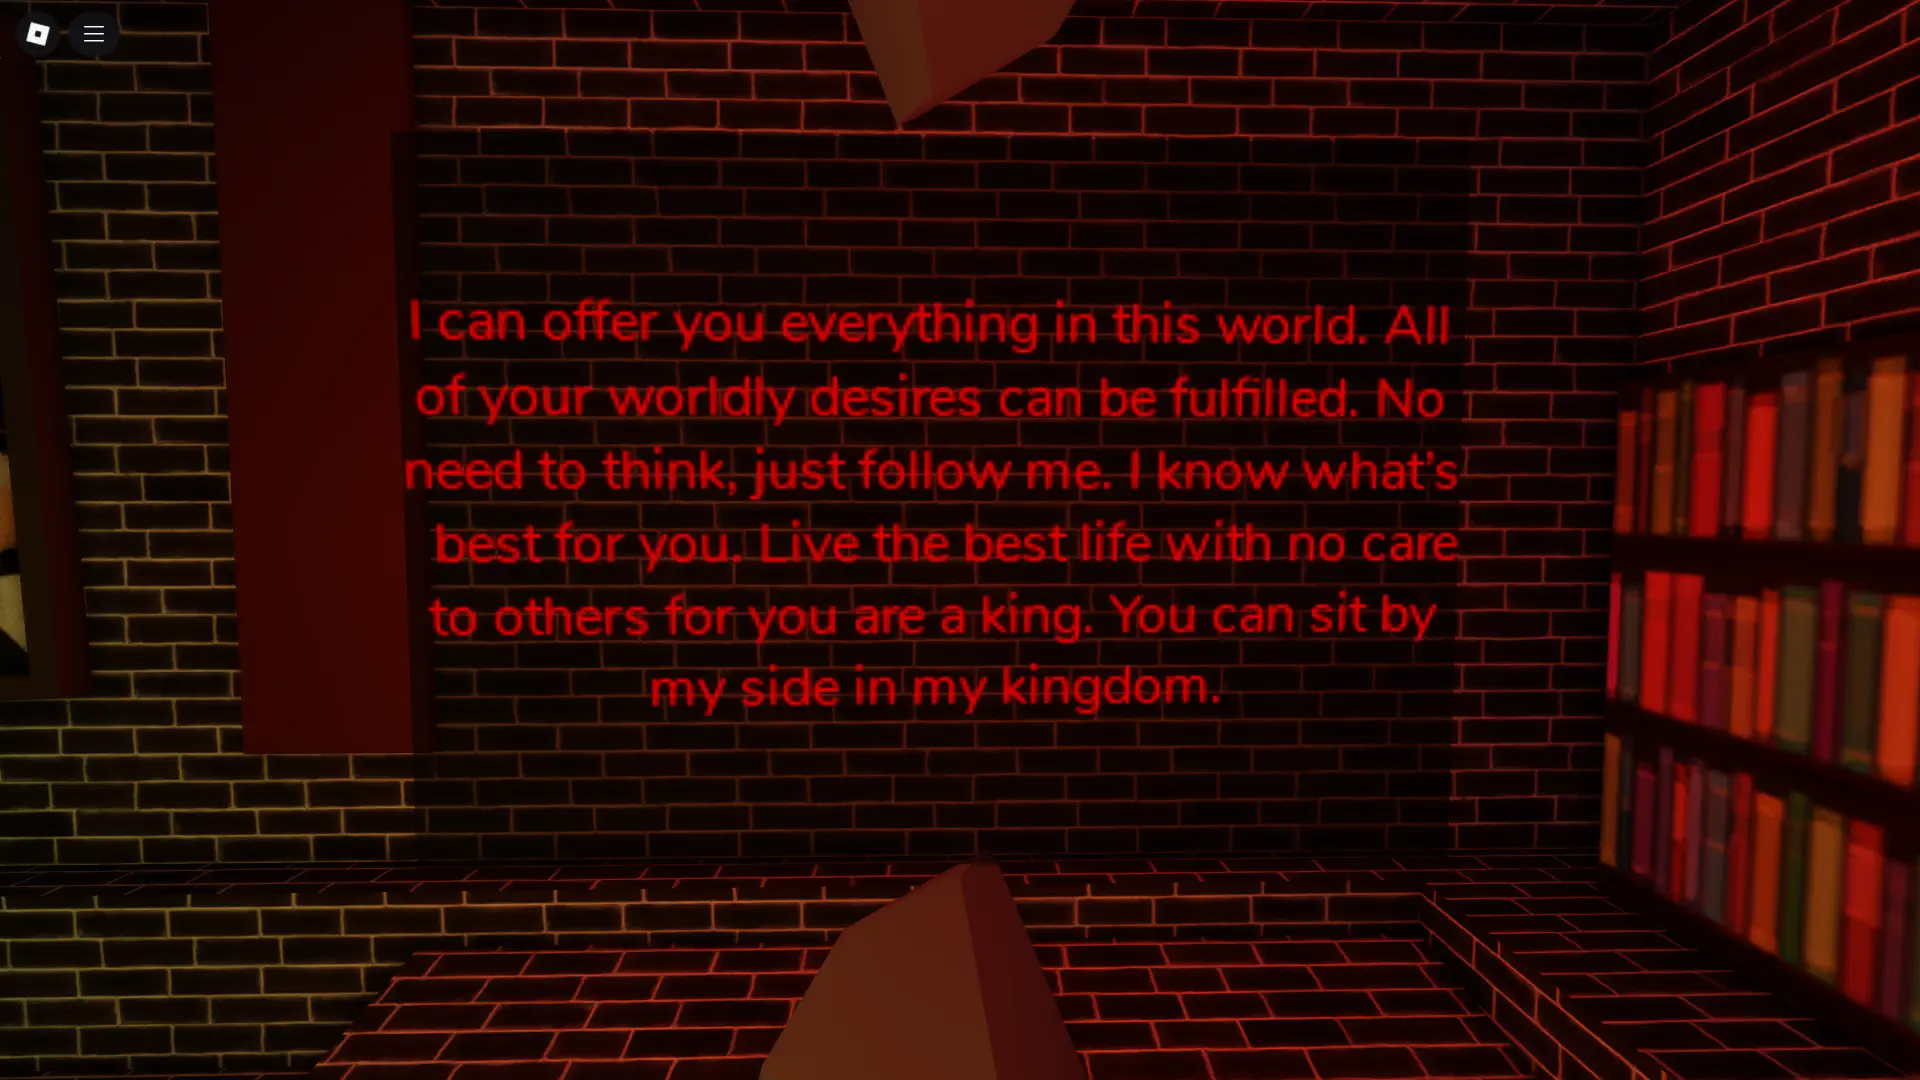 I can offer you everything in this world. All
of your worldly desires can be fulfilled. No
need to think, just follow me. I know what's
best for you. Live the best life with no care
to others for you are a king. You can sit by
my side in my kingdom.